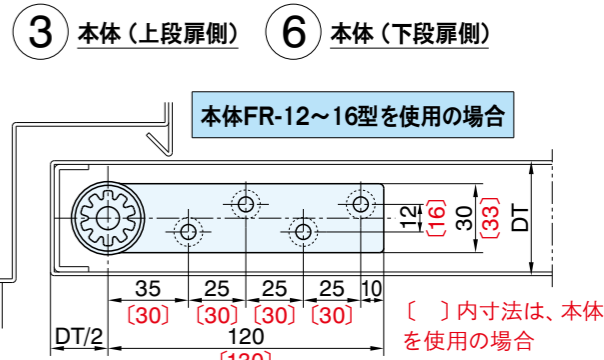 ③ 本体（上段扉側） ⑥ 本体（下段扉側）
本体FR-12～16型を使用の場合
12
〔16〕
30
〔33〕
DT
35 25 25 25 10
〔30〕 〔30〕 〔30〕 〔30〕
DT/2 120
〔　〕内寸法は、本体
を使用の場合